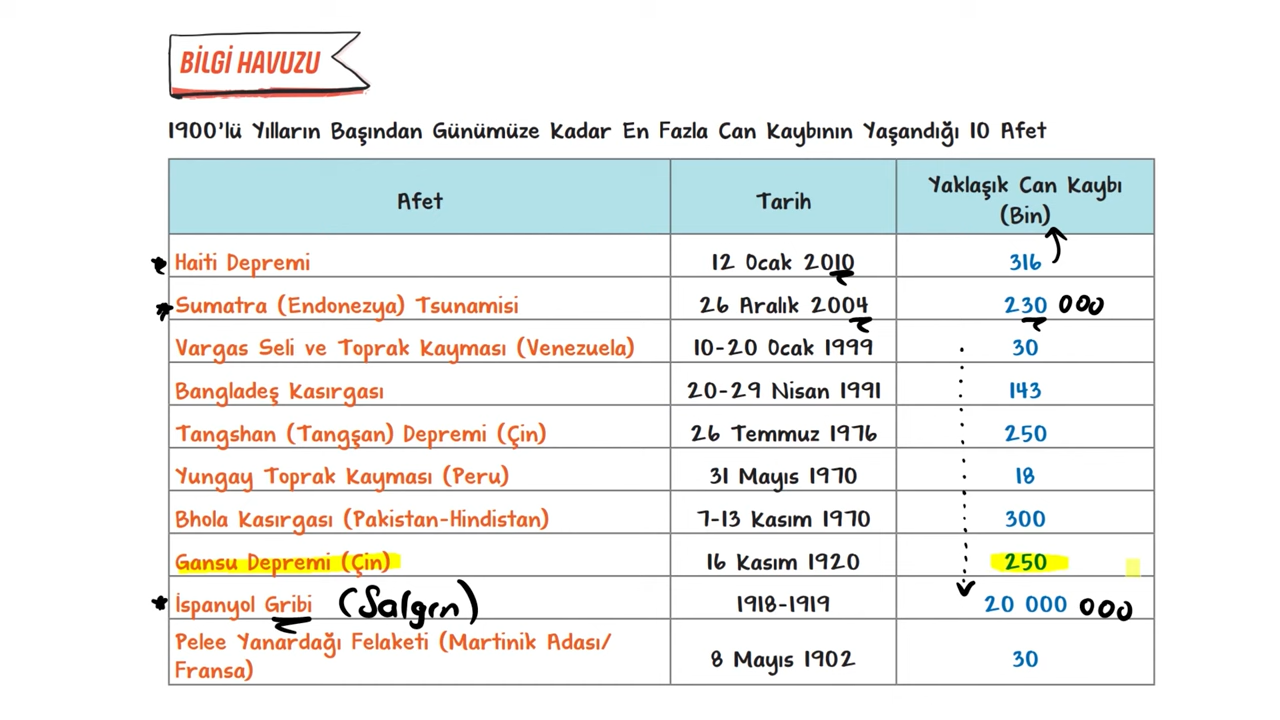 BİLGİ HAVUZU
1900'lü Yılların Başından Günümüze Kadar En Fazla Can Kaybının Yaşandığı 10 Afet
Afet Tarih Yaklaşık Can Kaybı (Bin)
Haiti Depremi 12 Ocak 2010 316
Sumatra (Endonezya) Tsunamisi 26 Aralık 2004 230 000
Vargas Seli ve Toprak Kayması (Venezuela) 10-20 Ocak 1999 30
Bangladeş Kasırgası 20-29 Nisan 1991 143
Tangshan (Tangşan) Depremi (Çin) 26 Temmuz 1976 250
Yungay Toprak Kayması (Peru) 31 Mayıs 1970 18
Bhola Kasırgası (Pakistan-Hindistan) 7-13 Kasım 1970 300
Gansu Depremi (Çin) 16 Kasım 1920 250
İspanyol Gribi (Salgın) 1918-1919 20 000 000
Pelee Yanardağı Felaketi (Martinik Adası/
Fransa) 8 Mayıs 1902 30